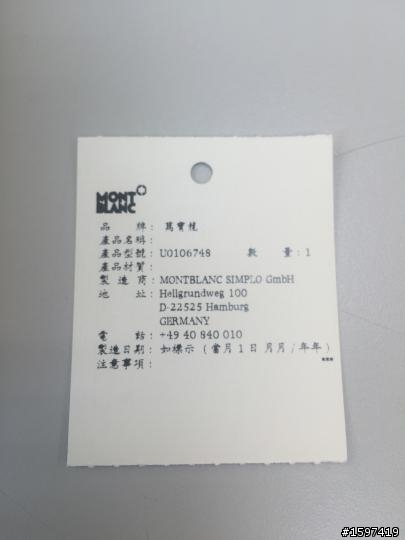 MONT
BLANC
品 牌: 萬寶龍
產品名稱:
產品型號: U0106748 數 量: 1
產品材質:
製 造 商: MONTBLANC SIMPLO GmbH
地 址: Hellgrundweg 100
D-22525 Hamburg
GERMANY
電 話: +49 40 840 010
製造日期: 如標示 (當月1日 月月/年年)
注意事項: ***
#1597419